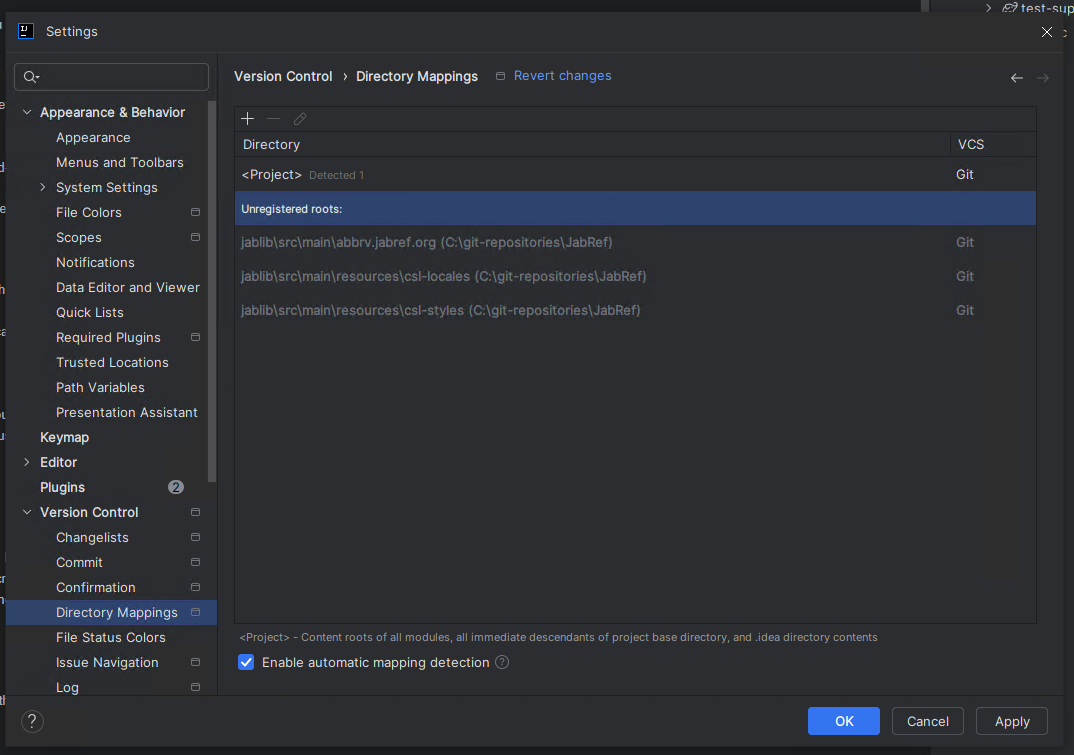 test-sup
Settings
Version Control › Directory Mappings Revert changes
Appearance & Behavior
Appearance
Menus and Toolbars
System Settings
File Colors
Scopes
Notifications
Data Editor and Viewer
Quick Lists
Required Plugins
Trusted Locations
Path Variables
Presentation Assistant
Keymap
Editor
Plugins 2
Version Control
Changelists
Commit
Confirmation
Directory Mappings
File Status Colors
Issue Navigation
Log
Directory VCS
<Project> Detected 1 Git
Unregistered roots:
jablib\src\main\abbrv.jabref.org (C:\git-repositories\JabRef) Git
jablib\src\main\resources\csl-locales (C:\git-repositories\JabRef) Git
jablib\src\main\resources\csl-styles (C:\git-repositories\JabRef) Git
<Project> - Content roots of all modules, all immediate descendants of project base directory, and .idea directory contents
Enable automatic mapping detection ?
? OK Cancel Apply